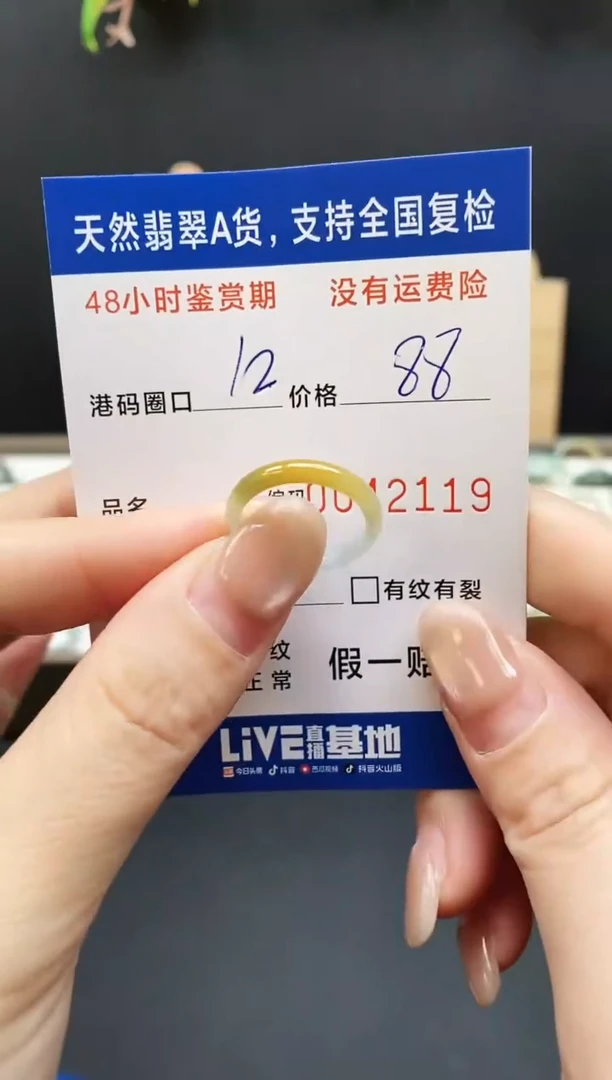 天然翡翠A货，支持全国复检
48小时鉴赏期 没有运费险
港码圈口 12 价格 88
品名 编码 0042119
有纹有裂
纹
正常 假一赔
LiVE直播基地
今日头条 抖音 西瓜视频 抖音火山版